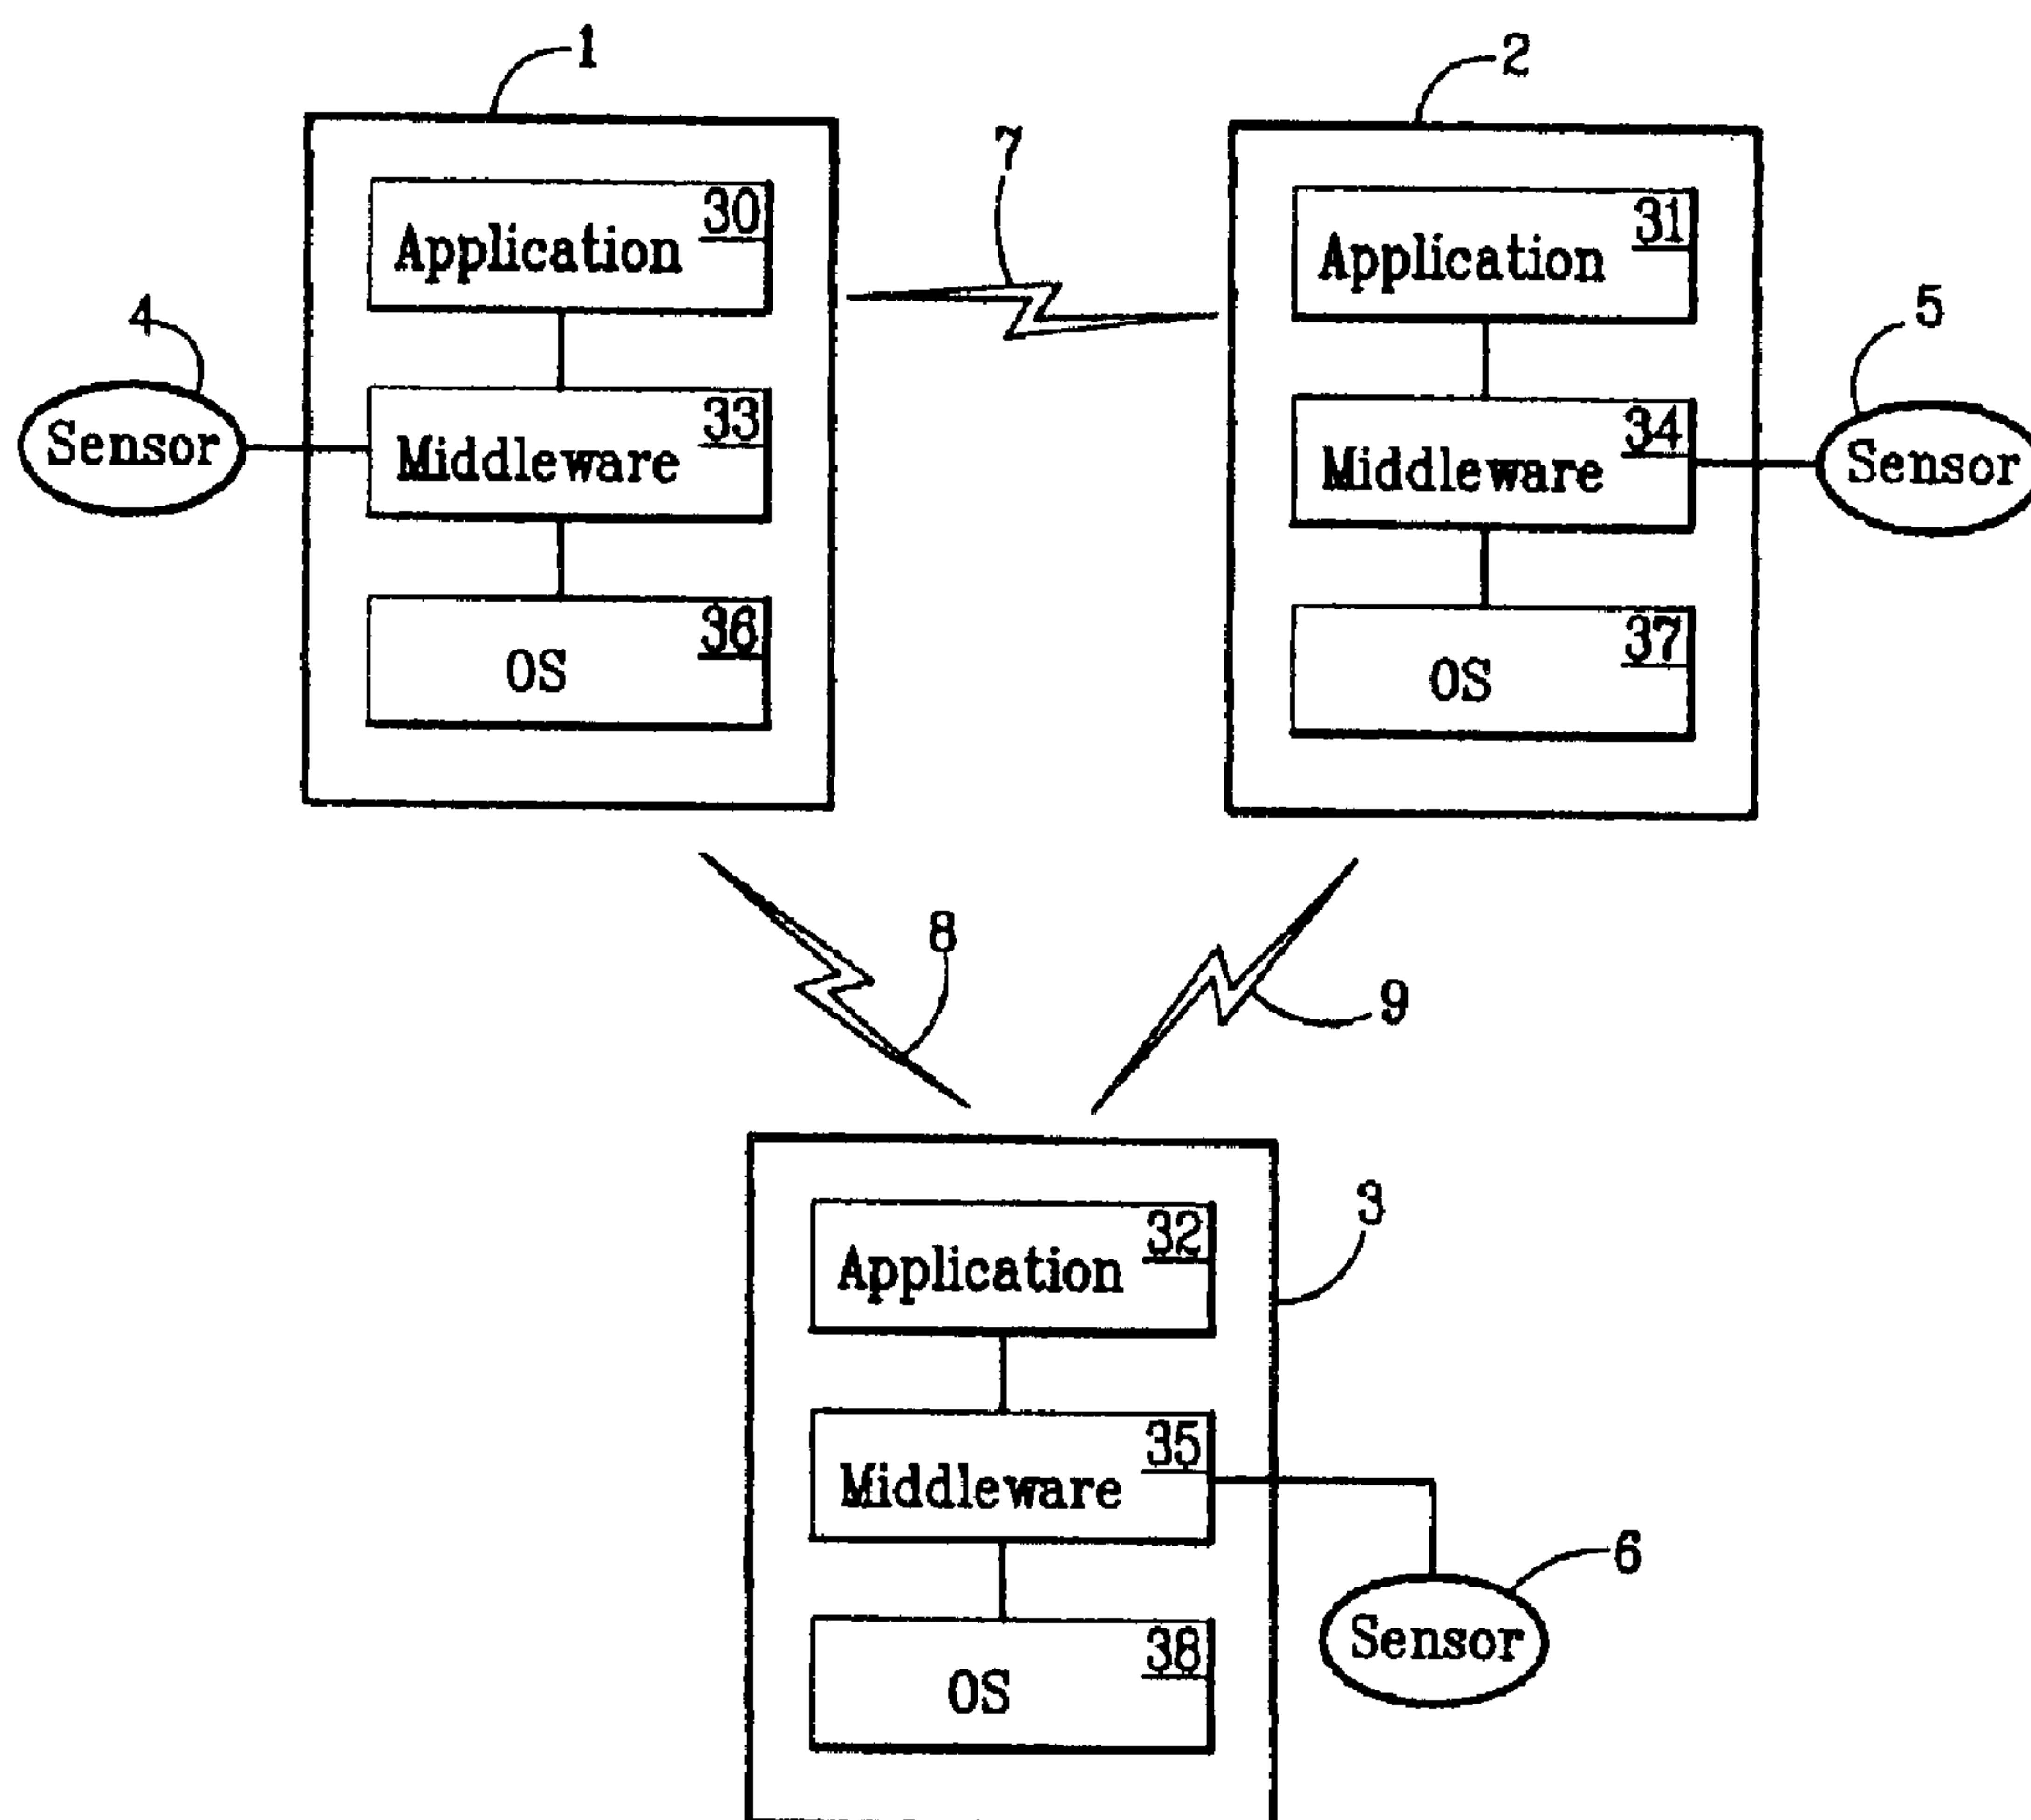 1
2
7
30
Application
31
Application
4
5
33
Middleware
34
Middleware
Sensor
Sensor
36
OS
37
OS
8
9
32
Application
3
35
Middleware
6
Sensor
38
OS